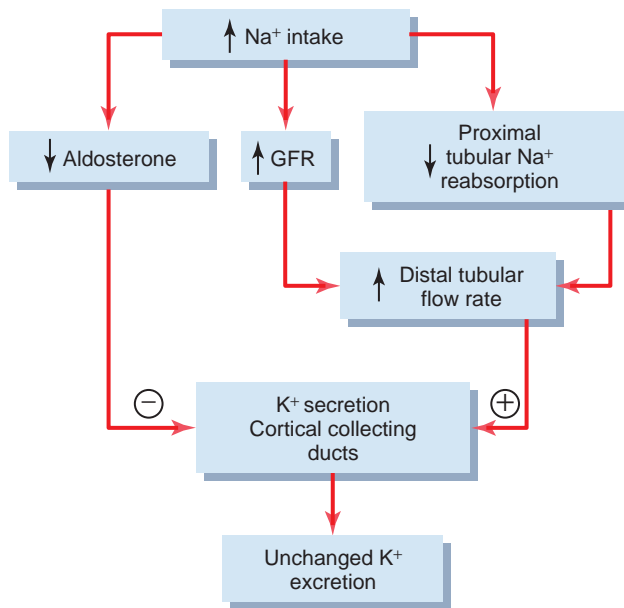 ↑ Na⁺ intake
↓ Aldosterone
↑ GFR
Proximal
tubular Na⁺
↓ reabsorption
↑ Distal tubular
flow rate
−
+
K⁺ secretion
Cortical collecting
ducts
Unchanged K⁺
excretion